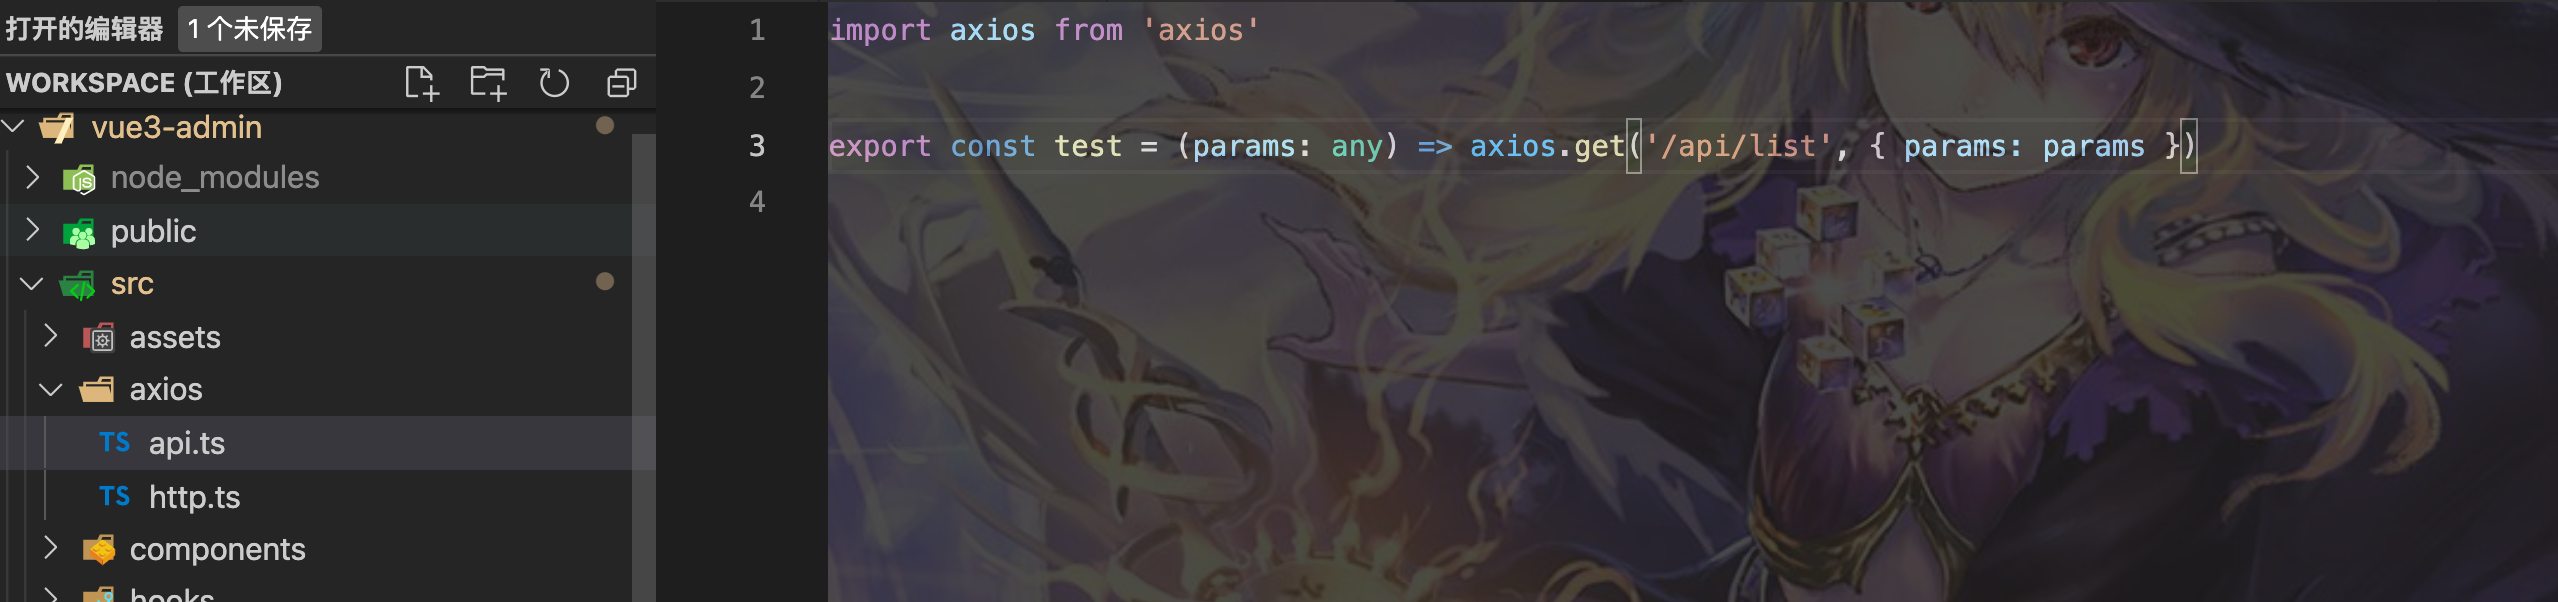 打开的编辑器 1 个未保存
WORKSPACE (工作区)
vue3-admin
node_modules
public
src
assets
axios
TS api.ts
TS http.ts
components
hooks
1 import axios from 'axios'
2
3 export const test = (params: any) => axios.get('/api/list', { params: params })
4